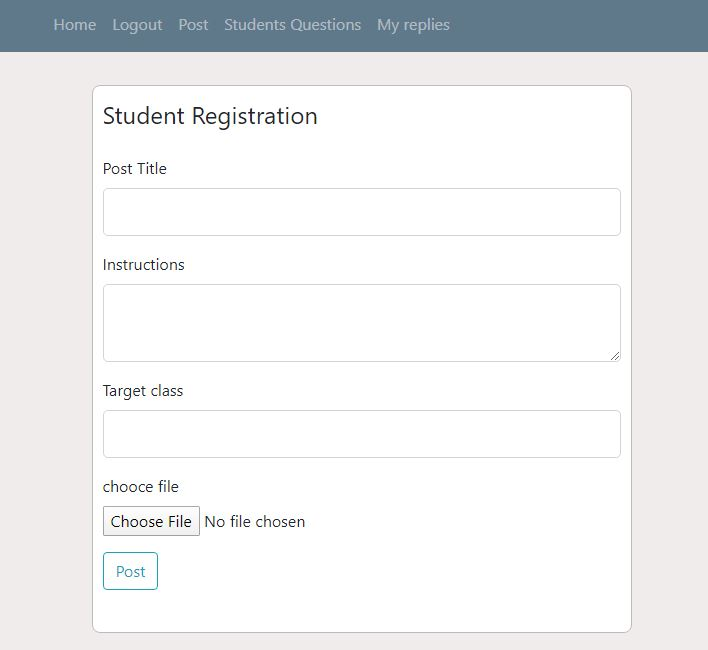 Home Logout Post Students Questions My replies
Student Registration
Post Title
Instructions
Target class
chooce file
Choose File No file chosen
Post